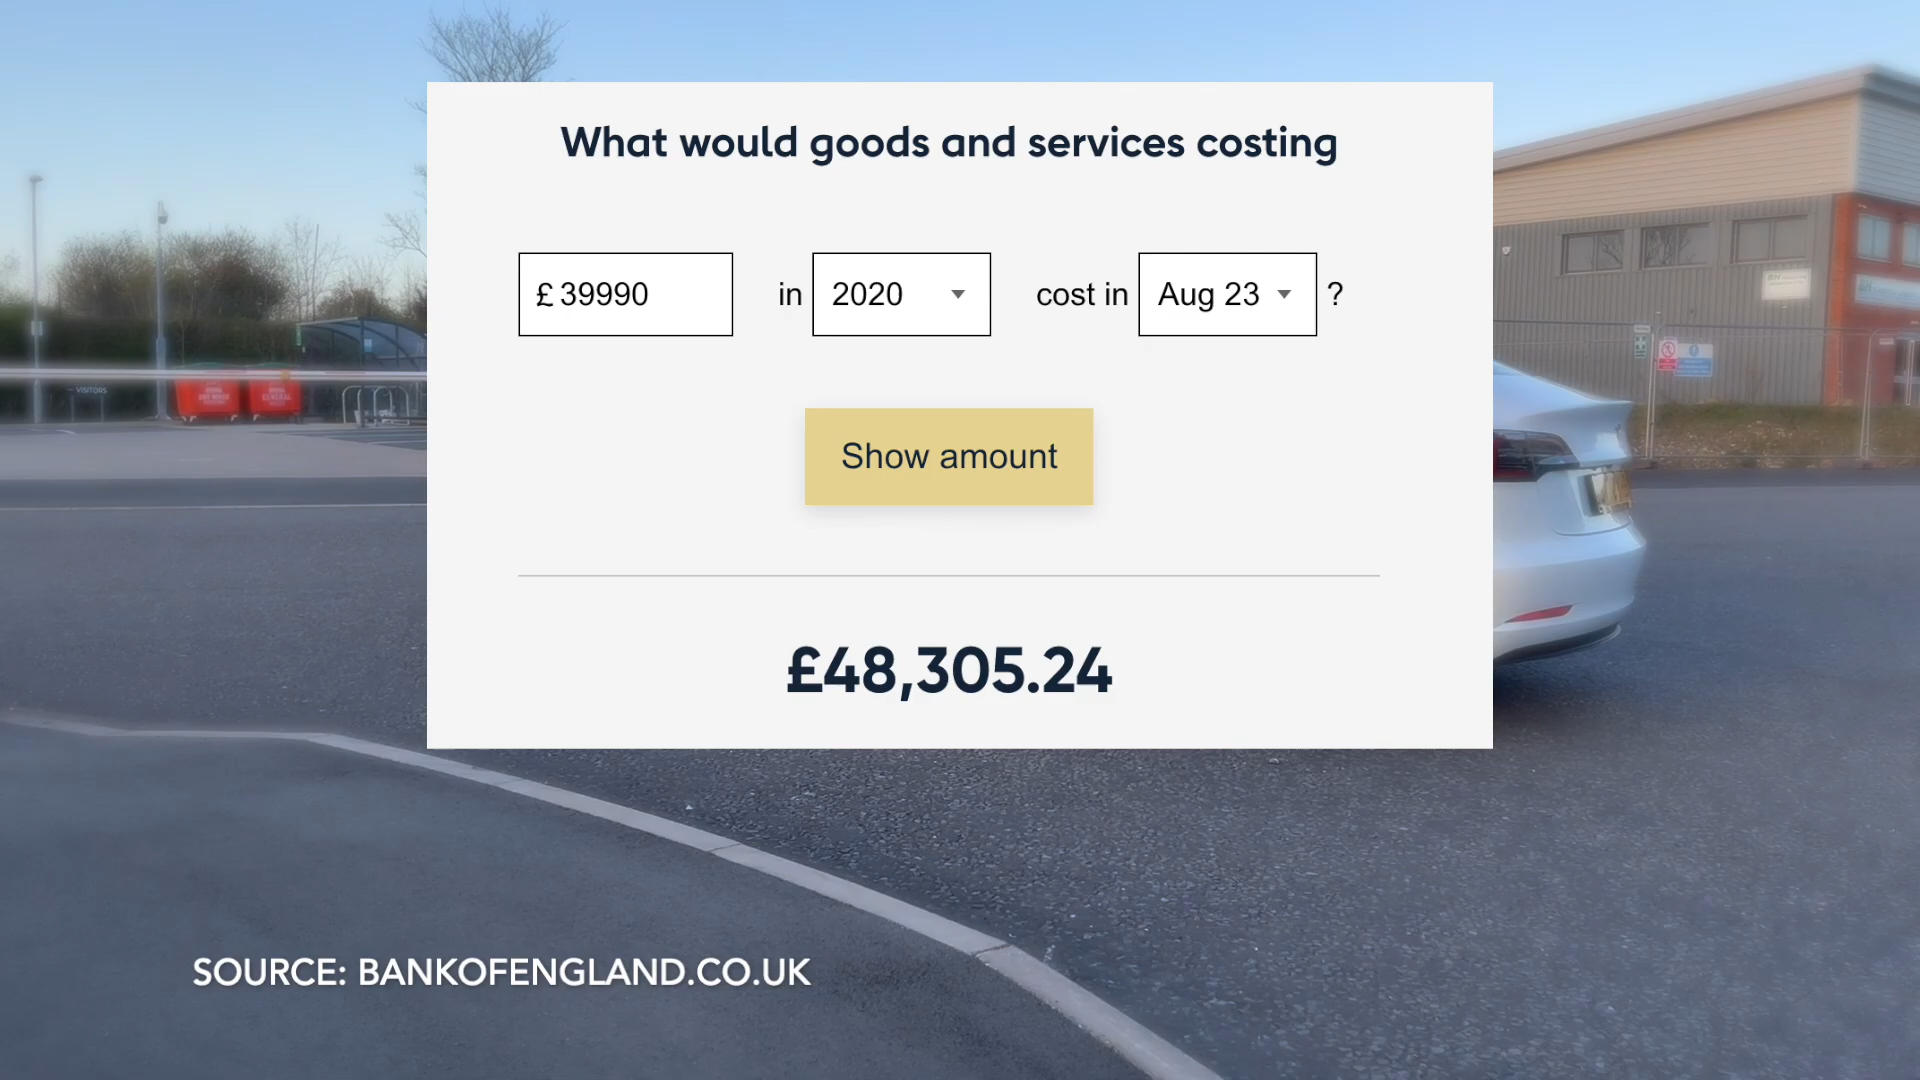 What would goods and services costing
£ 39990 in 2020 cost in Aug 23 ?
Show amount
£48,305.24
VISITORS
SOURCE: BANKOFENGLAND.CO.UK